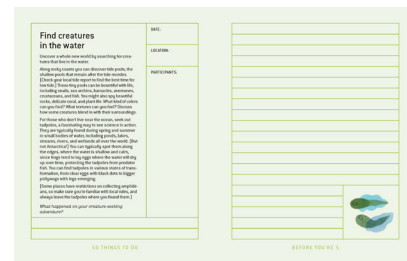 Find creatures
in the water
Uncover a whole new world by searching for crea-
tures that live in the water.
Along rocky coasts you can discover tide pools, the
shallow pools that remain after the tide recedes.
(Check your local tide report to find the best time for
low tide.) These tiny pools can be bountiful with life,
including snails, sea urchins, barnacles, anemones,
crustaceans, and fish. You might also spy beautiful
rocks, delicate coral, and plant life. What kind of colors
can you find? What textures can you feel? Discuss
how some creatures blend in with their surroundings.
For those who don't live near the ocean, seek out
tadpoles, a fascinating way to see science in action.
They are typically found during spring and summer
in small bodies of water, including ponds, lakes,
streams, rivers, and wetlands all over the world. (But
not Antarctica!) You can typically spot them along
the edges, where the water is shallow and calm,
since frogs tend to lay eggs where the water will dry
up over time, protecting the tadpoles from predator
fish. You can find tadpoles in various states of trans-
formation, from clear eggs with black dots to bigger
pollywogs with legs emerging.
(Some places have restrictions on collecting amphibi-
ans, so make sure you're familiar with local rules, and
always leave the tadpoles where you found them.)
What happened on your creature-seeking
adventure?
DATE:
LOCATION:
PARTICIPANTS:
50 THINGS TO DO
BEFORE YOU'RE 5